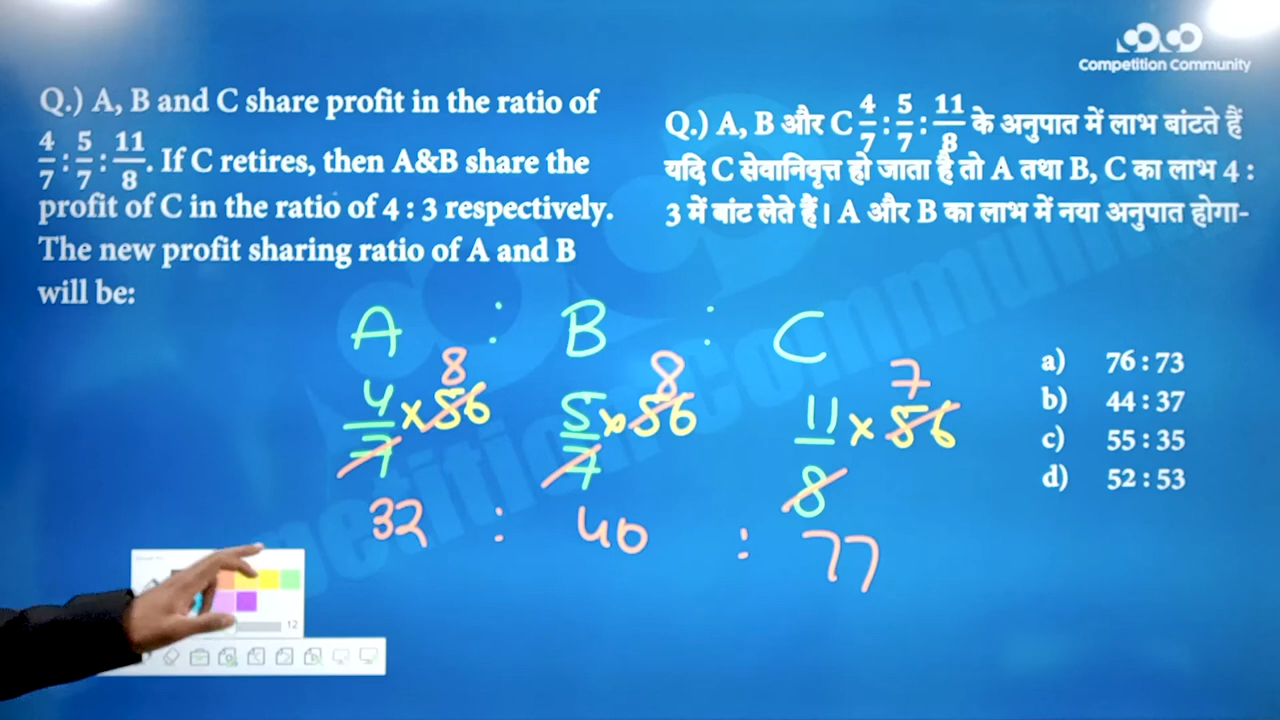 Competition Community
Q.) A, B and C share profit in the ratio of
4/7 : 5/7 : 11/8. If C retires, then A&B share the
profit of C in the ratio of 4 : 3 respectively.
The new profit sharing ratio of A and B
will be:
Q.) A, B और C 4/7 : 5/7 : 11/8 के अनुपात में लाभ बांटते हैं
यदि C सेवानिवृत्त हो जाता है तो A तथा B, C का लाभ 4 :
3 में बांट लेते हैं। A और B का लाभ में नया अनुपात होगा-
A : B : C
8 8 7
4/7 × 56 5/7 × 56 11/8 × 56
32 : 40 : 77
a) 76 : 73
b) 44 : 37
c) 55 : 35
d) 52 : 53
12